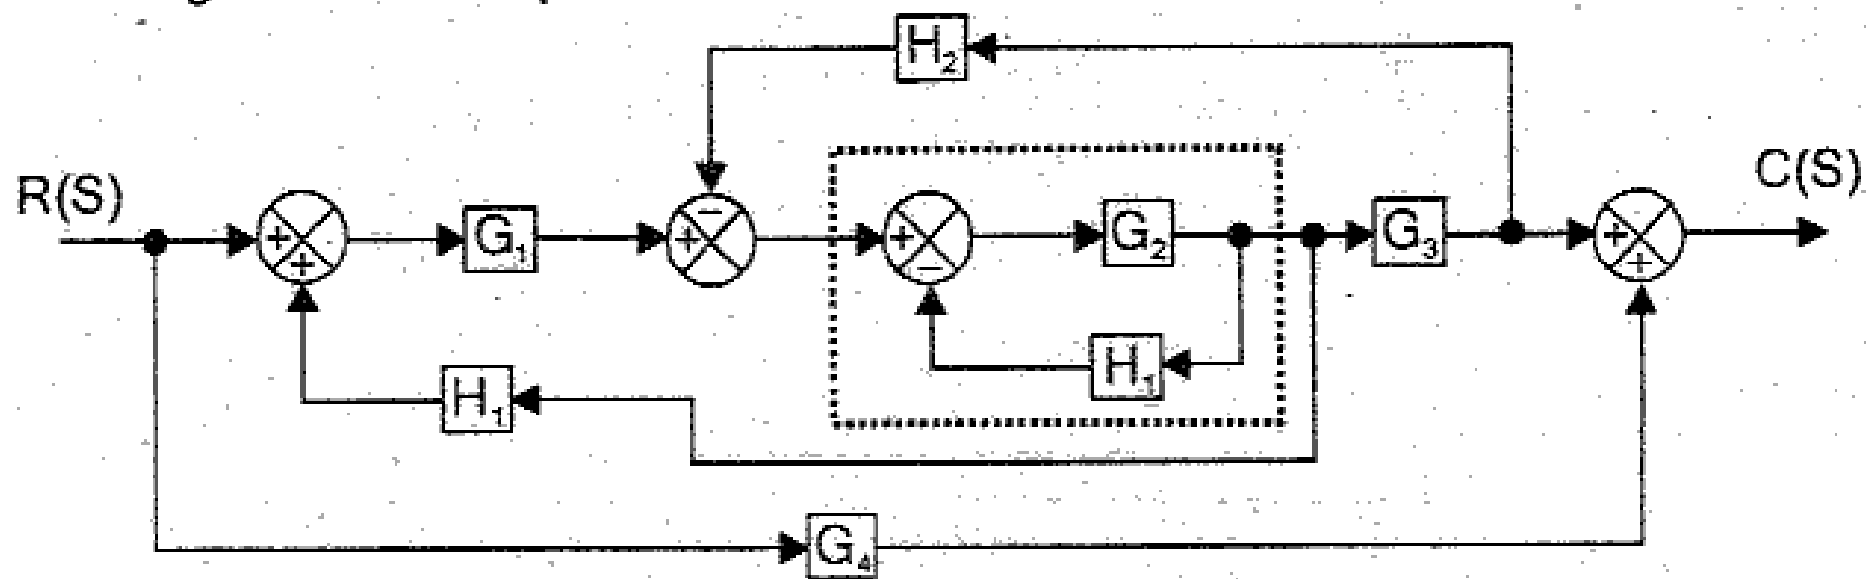 H₂
R(S)
C(S)
+
+
G₁
−
+
+
−
G₂
G₃
+
+
H₁
H₁
G₄